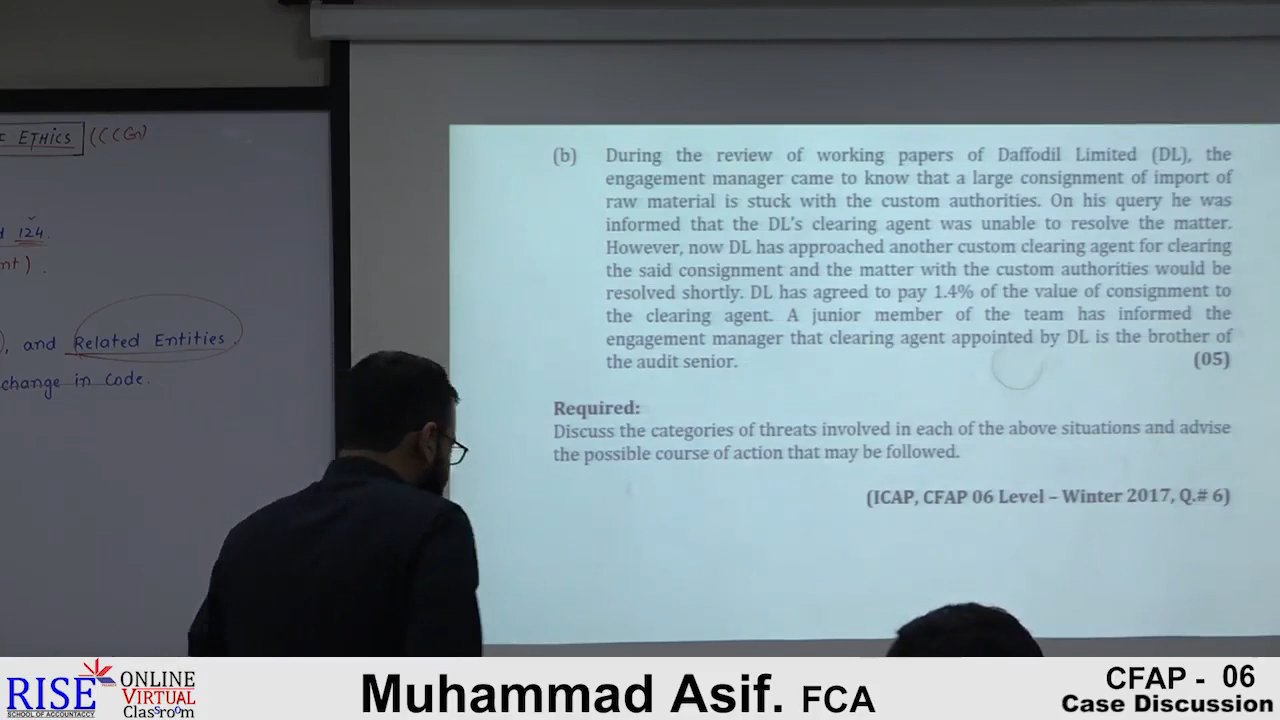 ETHICS (CCG)
124.
nt).
), and Related Entities.
change in code.
(b) During the review of working papers of Daffodil Limited (DL), the
engagement manager came to know that a large consignment of import of
raw material is stuck with the custom authorities. On his query he was
informed that the DL's clearing agent was unable to resolve the matter.
However, now DL has approached another custom clearing agent for clearing
the said consignment and the matter with the custom authorities would be
resolved shortly. DL has agreed to pay 1.4% of the value of consignment to
the clearing agent. A junior member of the team has informed the
engagement manager that clearing agent appointed by DL is the brother of
the audit senior. (05)
Required:
Discuss the categories of threats involved in each of the above situations and advise
the possible course of action that may be followed.
(ICAP, CFAP 06 Level – Winter 2017, Q.# 6)
RISE
SCHOOL OF ACCOUNTACY
ONLINE
VIRTUAL
Classroom
Muhammad Asif. FCA
CFAP - 06
Case Discussion